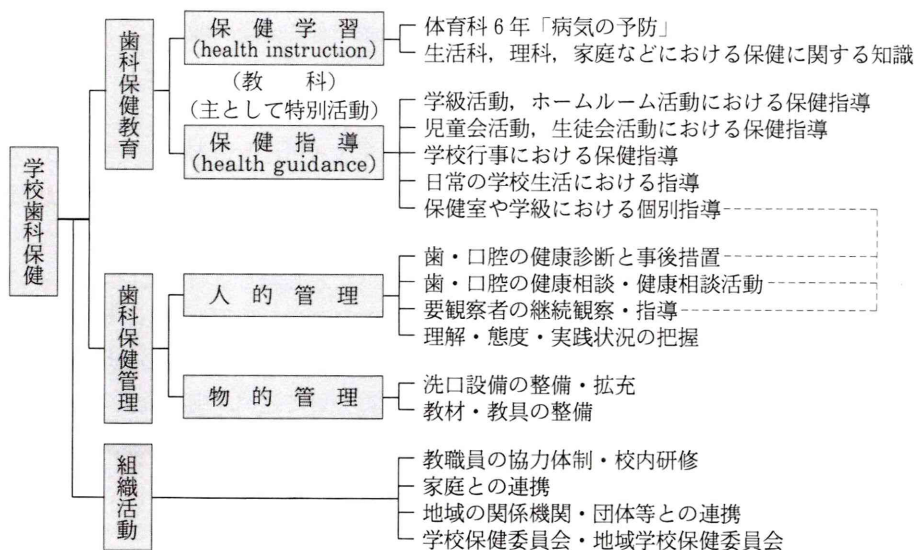 学校歯科保健
歯科保健教育
保健学習
(health instruction)
(教　科)
(主として特別活動)
保健指導
(health guidance)
体育科6年「病気の予防」
生活科，理科，家庭などにおける保健に関する知識
学級活動，ホームルーム活動における保健指導
児童会活動，生徒会活動における保健指導
学校行事における保健指導
日常の学校生活における指導
保健室や学級における個別指導
歯科保健管理
人的管理
歯・口腔の健康診断と事後措置
歯・口腔の健康相談・健康相談活動
要観察者の継続観察・指導
理解・態度・実践状況の把握
物的管理
洗口設備の整備・拡充
教材・教具の整備
組織活動
教職員の協力体制・校内研修
家庭との連携
地域の関係機関・団体等との連携
学校保健委員会・地域学校保健委員会